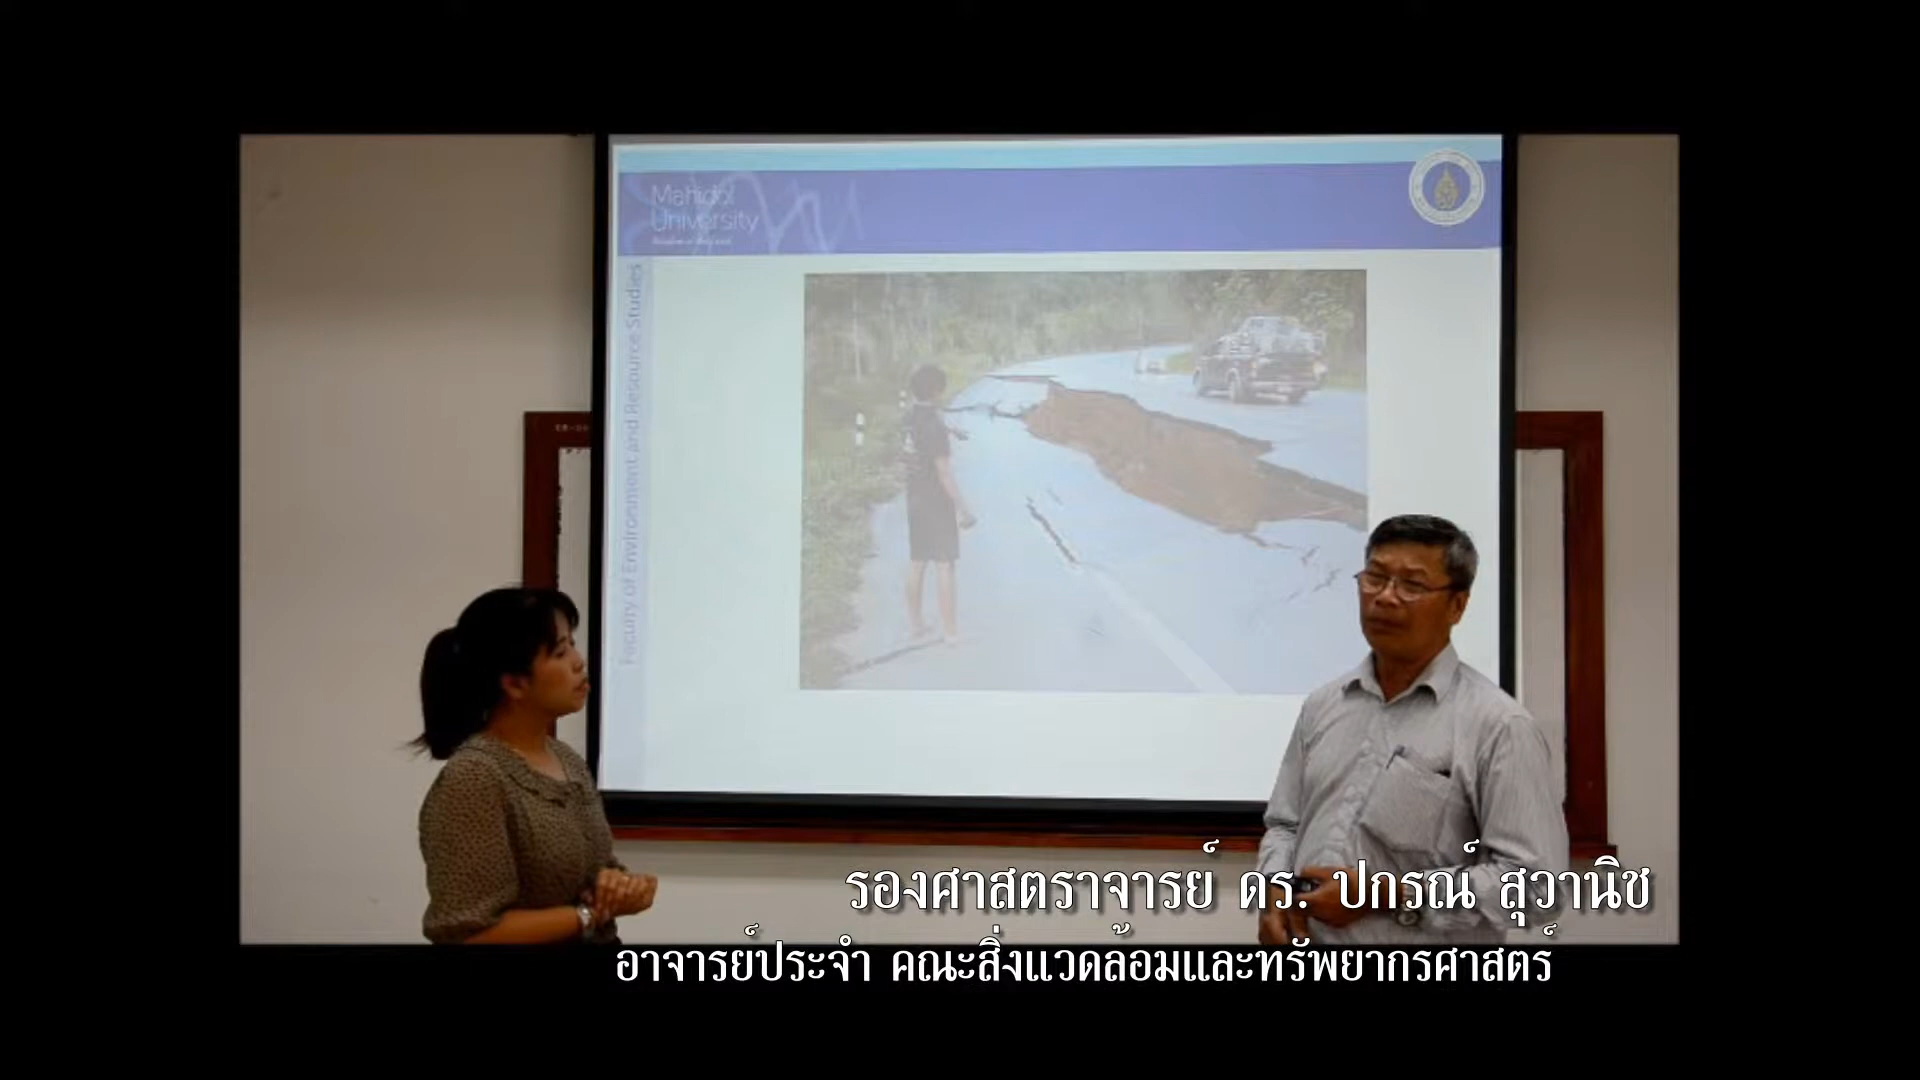 Mahidol
University
Faculty of Environment and Resource Studies
รองศาสตราจารย์ ดร. ปกรณ์ สุวานิช
อาจารย์ประจำ คณะสิ่งแวดล้อมและทรัพยากรศาสตร์